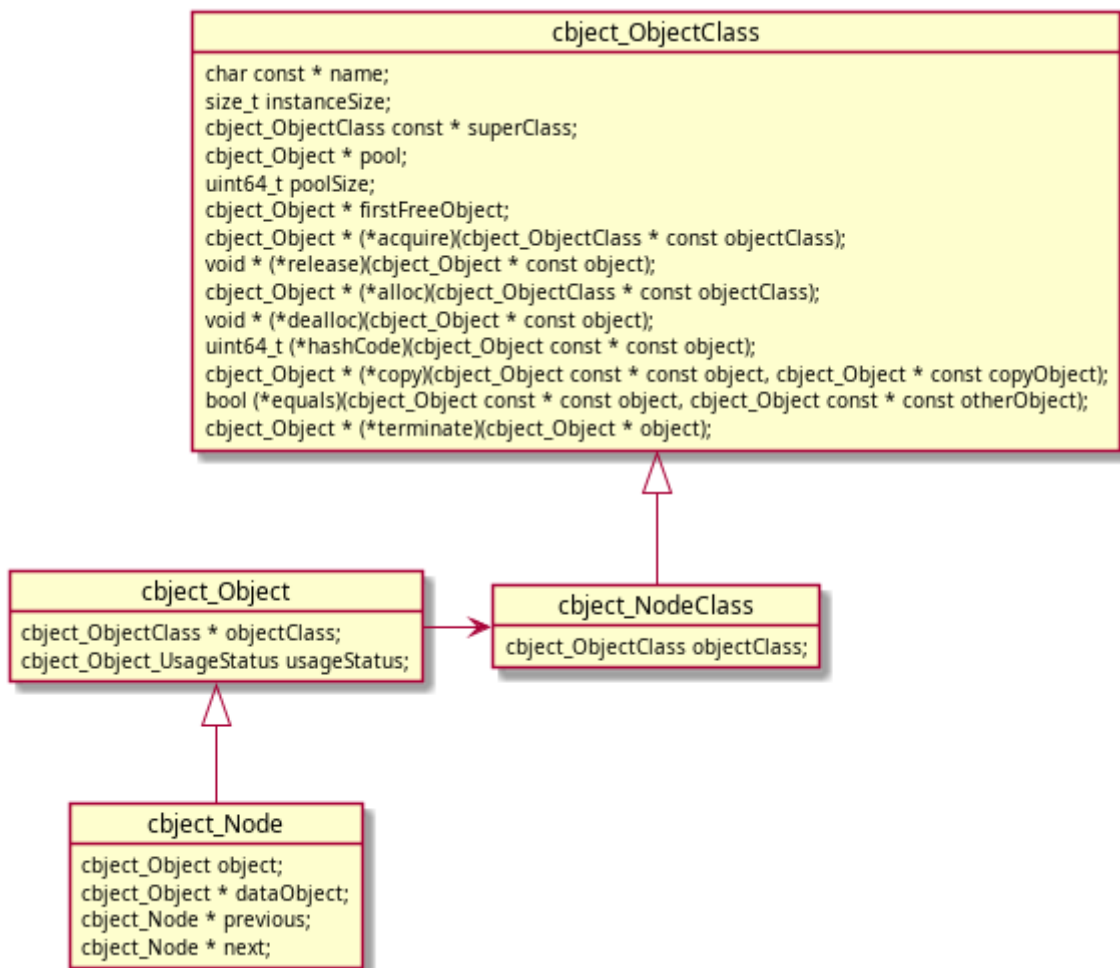 cbject_ObjectClass
char const * name;
size_t instanceSize;
cbject_ObjectClass const * superClass;
cbject_Object * pool;
uint64_t poolSize;
cbject_Object * firstFreeObject;
cbject_Object * (*acquire)(cbject_ObjectClass * const objectClass);
void * (*release)(cbject_Object * const object);
cbject_Object * (*alloc)(cbject_ObjectClass * const objectClass);
void * (*dealloc)(cbject_Object * const object);
uint64_t (*hashCode)(cbject_Object const * const object);
cbject_Object * (*copy)(cbject_Object const * const object, cbject_Object * const copyObject);
bool (*equals)(cbject_Object const * const object, cbject_Object const * const otherObject);
cbject_Object * (*terminate)(cbject_Object * object);
cbject_Object
cbject_ObjectClass * objectClass;
cbject_Object_UsageStatus usageStatus;
cbject_NodeClass
cbject_ObjectClass objectClass;
cbject_Node
cbject_Object object;
cbject_Object * dataObject;
cbject_Node * previous;
cbject_Node * next;